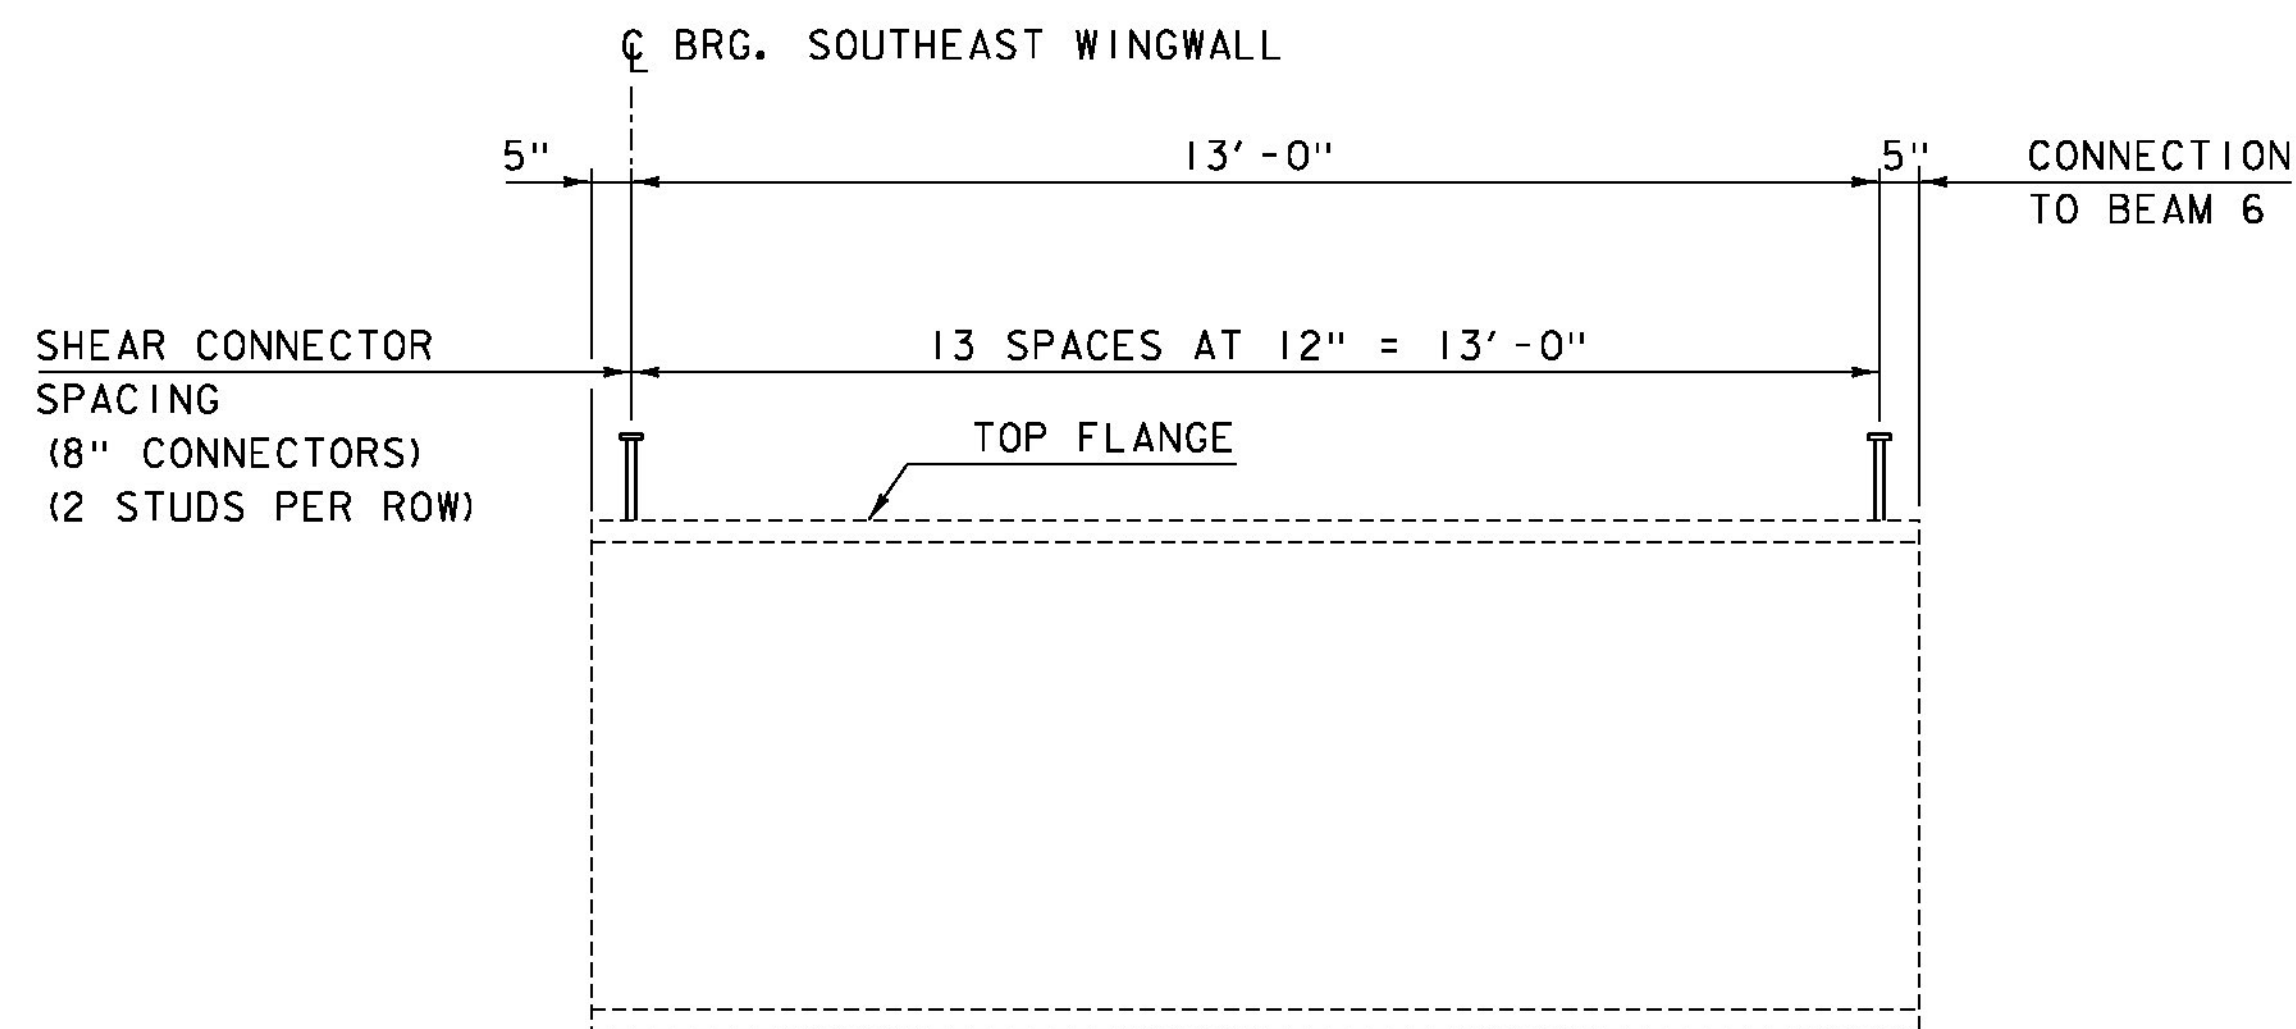 ℄ BRG. SOUTHEAST WINGWALL
5" 13'-0" 5" CONNECTION
TO BEAM 6
SHEAR CONNECTOR 13 SPACES AT 12" = 13'-0"
SPACING
(8" CONNECTORS) TOP FLANGE
(2 STUDS PER ROW)